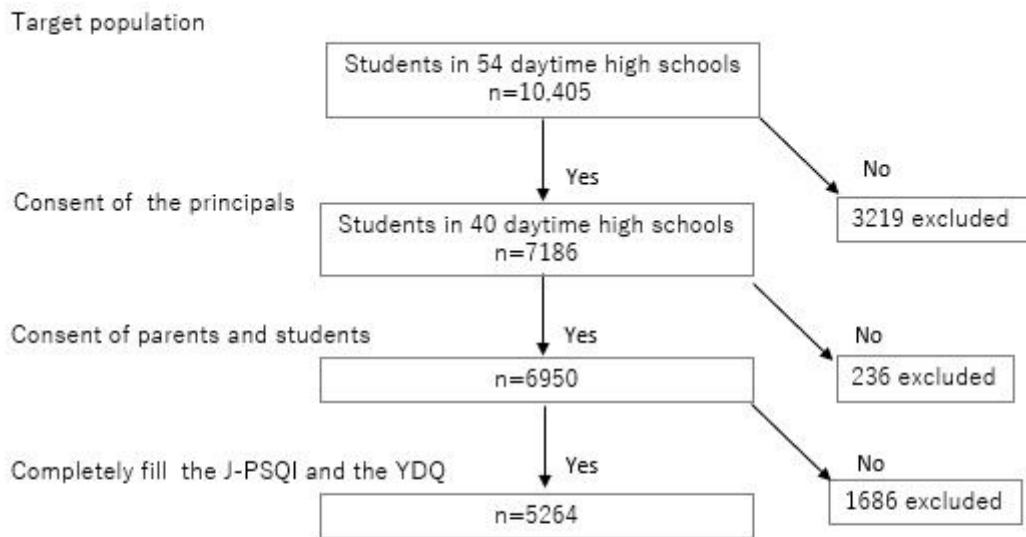 Target population
Students in 54 daytime high schools
n=10,405
Yes
No
Consent of the principals
3219 excluded
Students in 40 daytime high schools
n=7186
Yes
No
Consent of parents and students
236 excluded
n=6950
Yes
No
Completely fill the J-PSQI and the YDQ
1686 excluded
n=5264